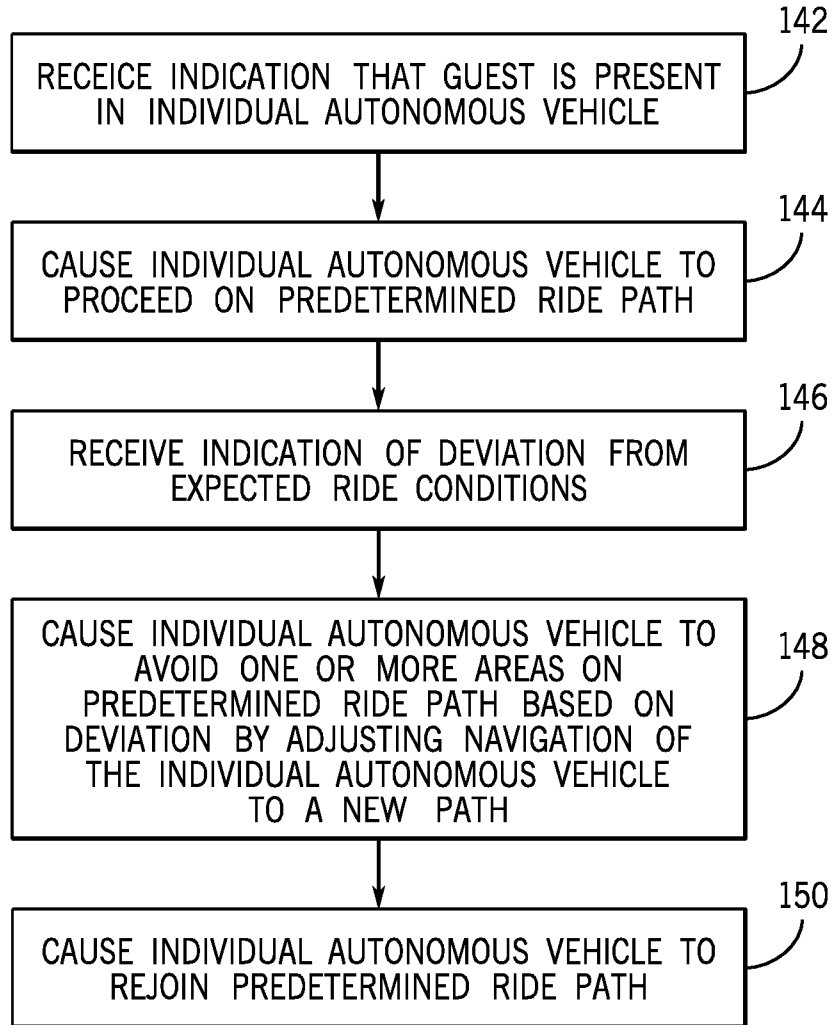 142
RECEICE INDICATION THAT GUEST IS PRESENT
IN INDIVIDUAL AUTONOMOUS VEHICLE
144
CAUSE INDIVIDUAL AUTONOMOUS VEHICLE TO
PROCEED ON PREDETERMINED RIDE PATH
146
RECEIVE INDICATION OF DEVIATION FROM
EXPECTED RIDE CONDITIONS
148
CAUSE INDIVIDUAL AUTONOMOUS VEHICLE TO
AVOID ONE OR MORE AREAS ON
PREDETERMINED RIDE PATH BASED ON
DEVIATION BY ADJUSTING NAVIGATION OF
THE INDIVIDUAL AUTONOMOUS VEHICLE
TO A NEW PATH
150
CAUSE INDIVIDUAL AUTONOMOUS VEHICLE TO
REJOIN PREDETERMINED RIDE PATH